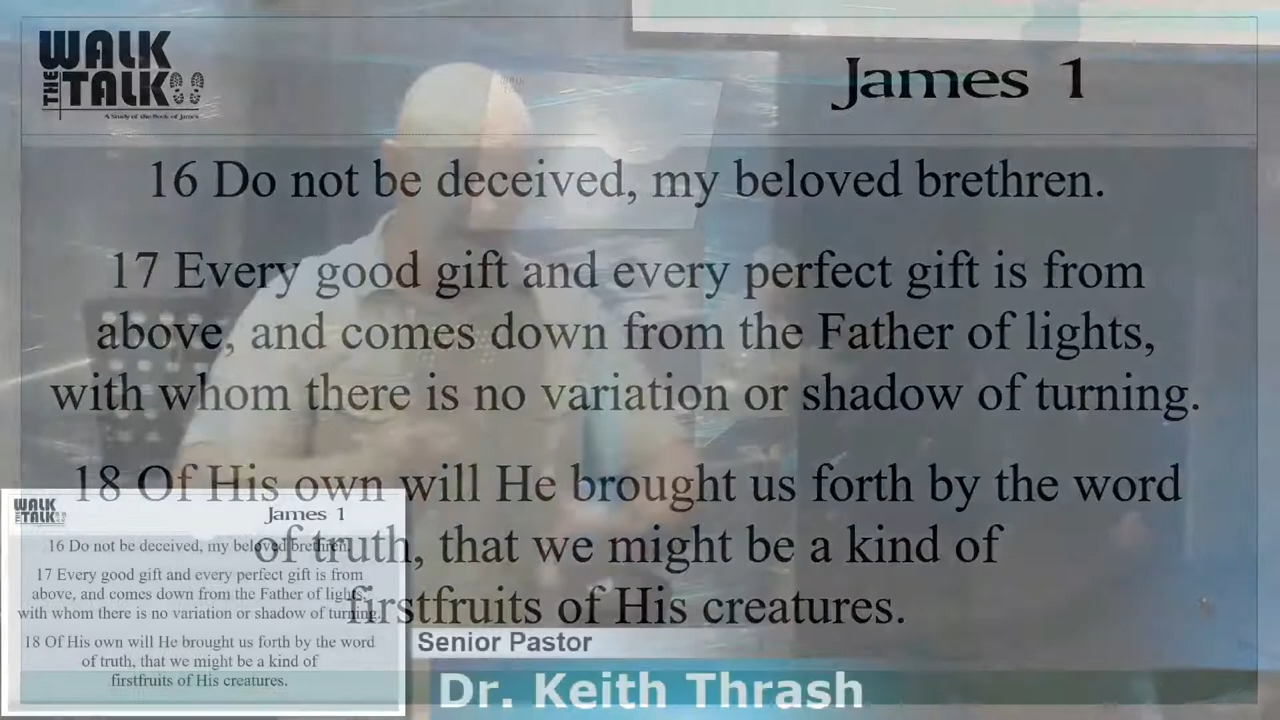 WALK
THE TALK
A Study of the Book of James
James 1
16 Do not be deceived, my beloved brethren.
17 Every good gift and every perfect gift is from
above, and comes down from the Father of lights,
with whom there is no variation or shadow of turning.
18 Of His own will He brought us forth by the word
of truth, that we might be a kind of
firstfruits of His creatures.
WALK
THE TALK
James 1
16 Do not be deceived, my beloved brethren.
17 Every good gift and every perfect gift is from
above, and comes down from the Father of lights,
with whom there is no variation or shadow of turning.
18 Of His own will He brought us forth by the word
of truth, that we might be a kind of
firstfruits of His creatures.
Senior Pastor
Dr. Keith Thrash